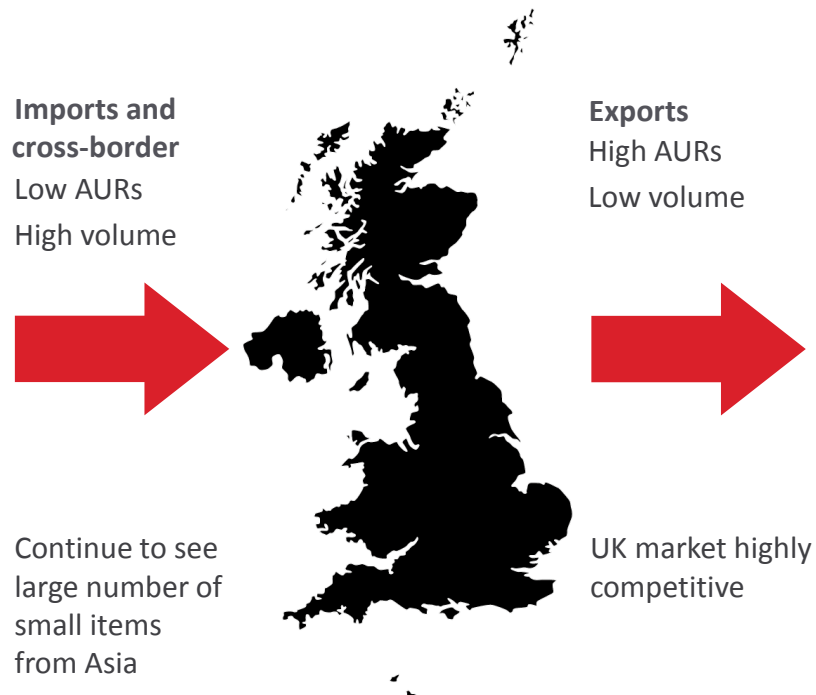 Imports and
cross-border
Low AURs
High volume
Continue to see
large number of
small items
from Asia
Exports
High AURs
Low volume
UK market highly
competitive